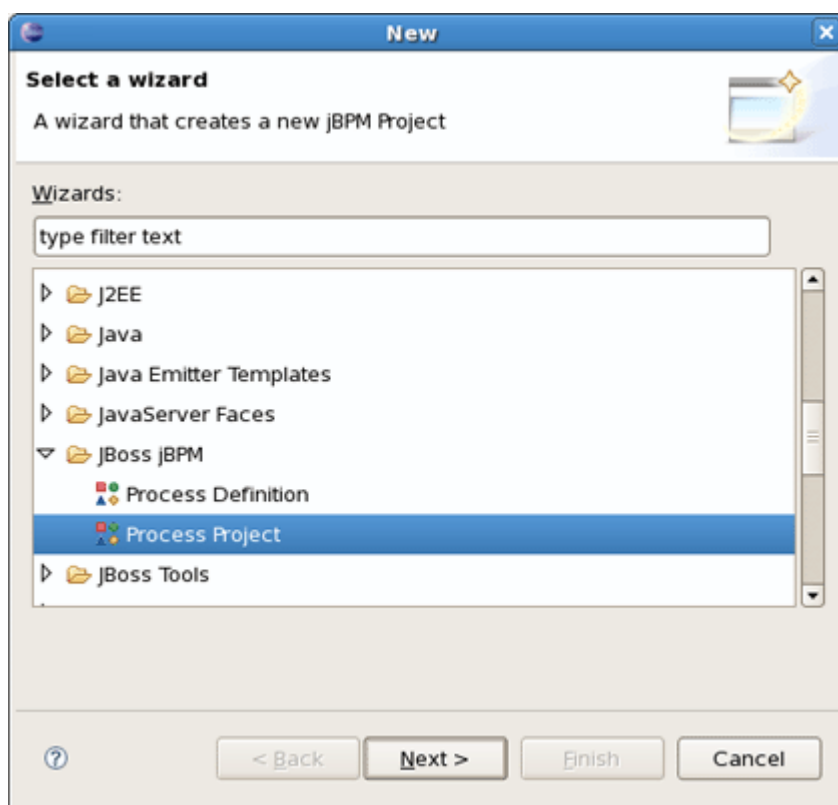 New
Select a wizard
A wizard that creates a new jBPM Project
Wizards:
type filter text
J2EE
Java
Java Emitter Templates
JavaServer Faces
JBoss jBPM
Process Definition
Process Project
JBoss Tools
? < Back Next > Finish Cancel